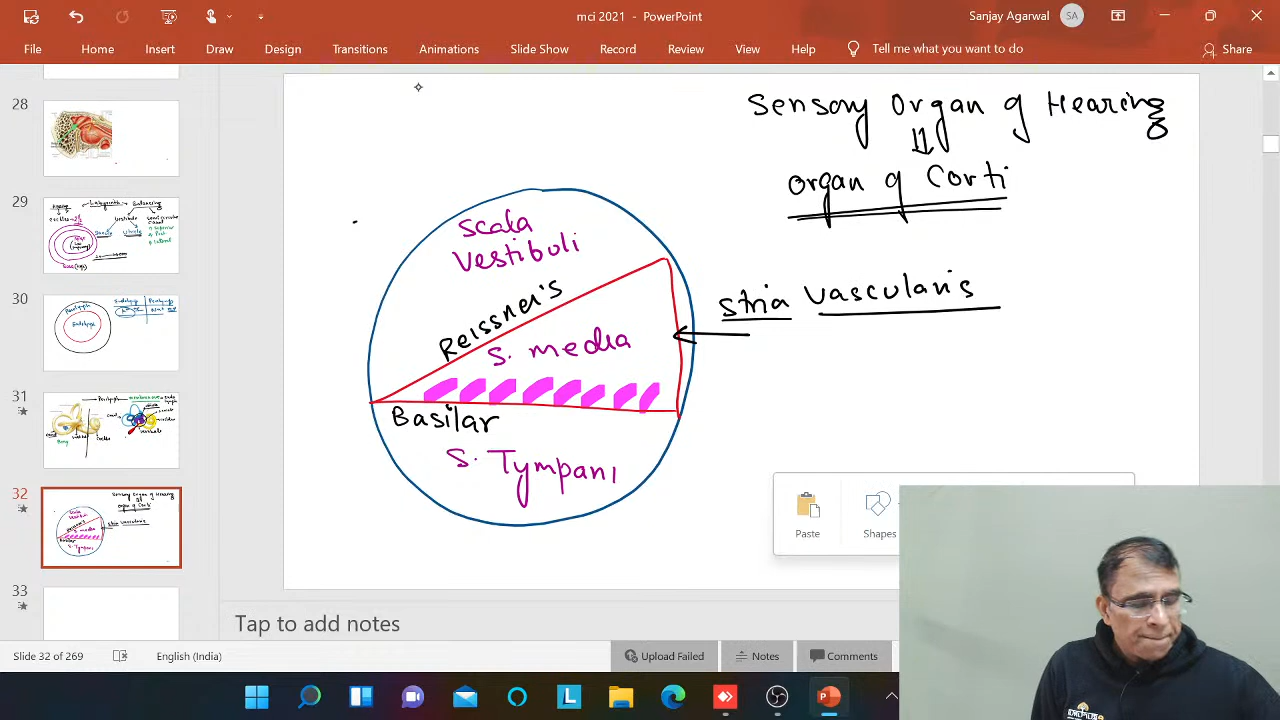 mci 2021 - PowerPoint
Sanjay Agarwal SA
File Home Insert Draw Design Transitions Animations Slide Show Record Review View Help Tell me what you want to do Share
28
29
30
31
32
33
Sensory Organ of Hearing
Organ of Corti
Scala
Vestibuli
Reissner's
stria vascularis
S. media
Basilar
S. Tympani
Paste
Shapes
Tap to add notes
Slide 32 of 269 English (India) Upload Failed Notes Comments